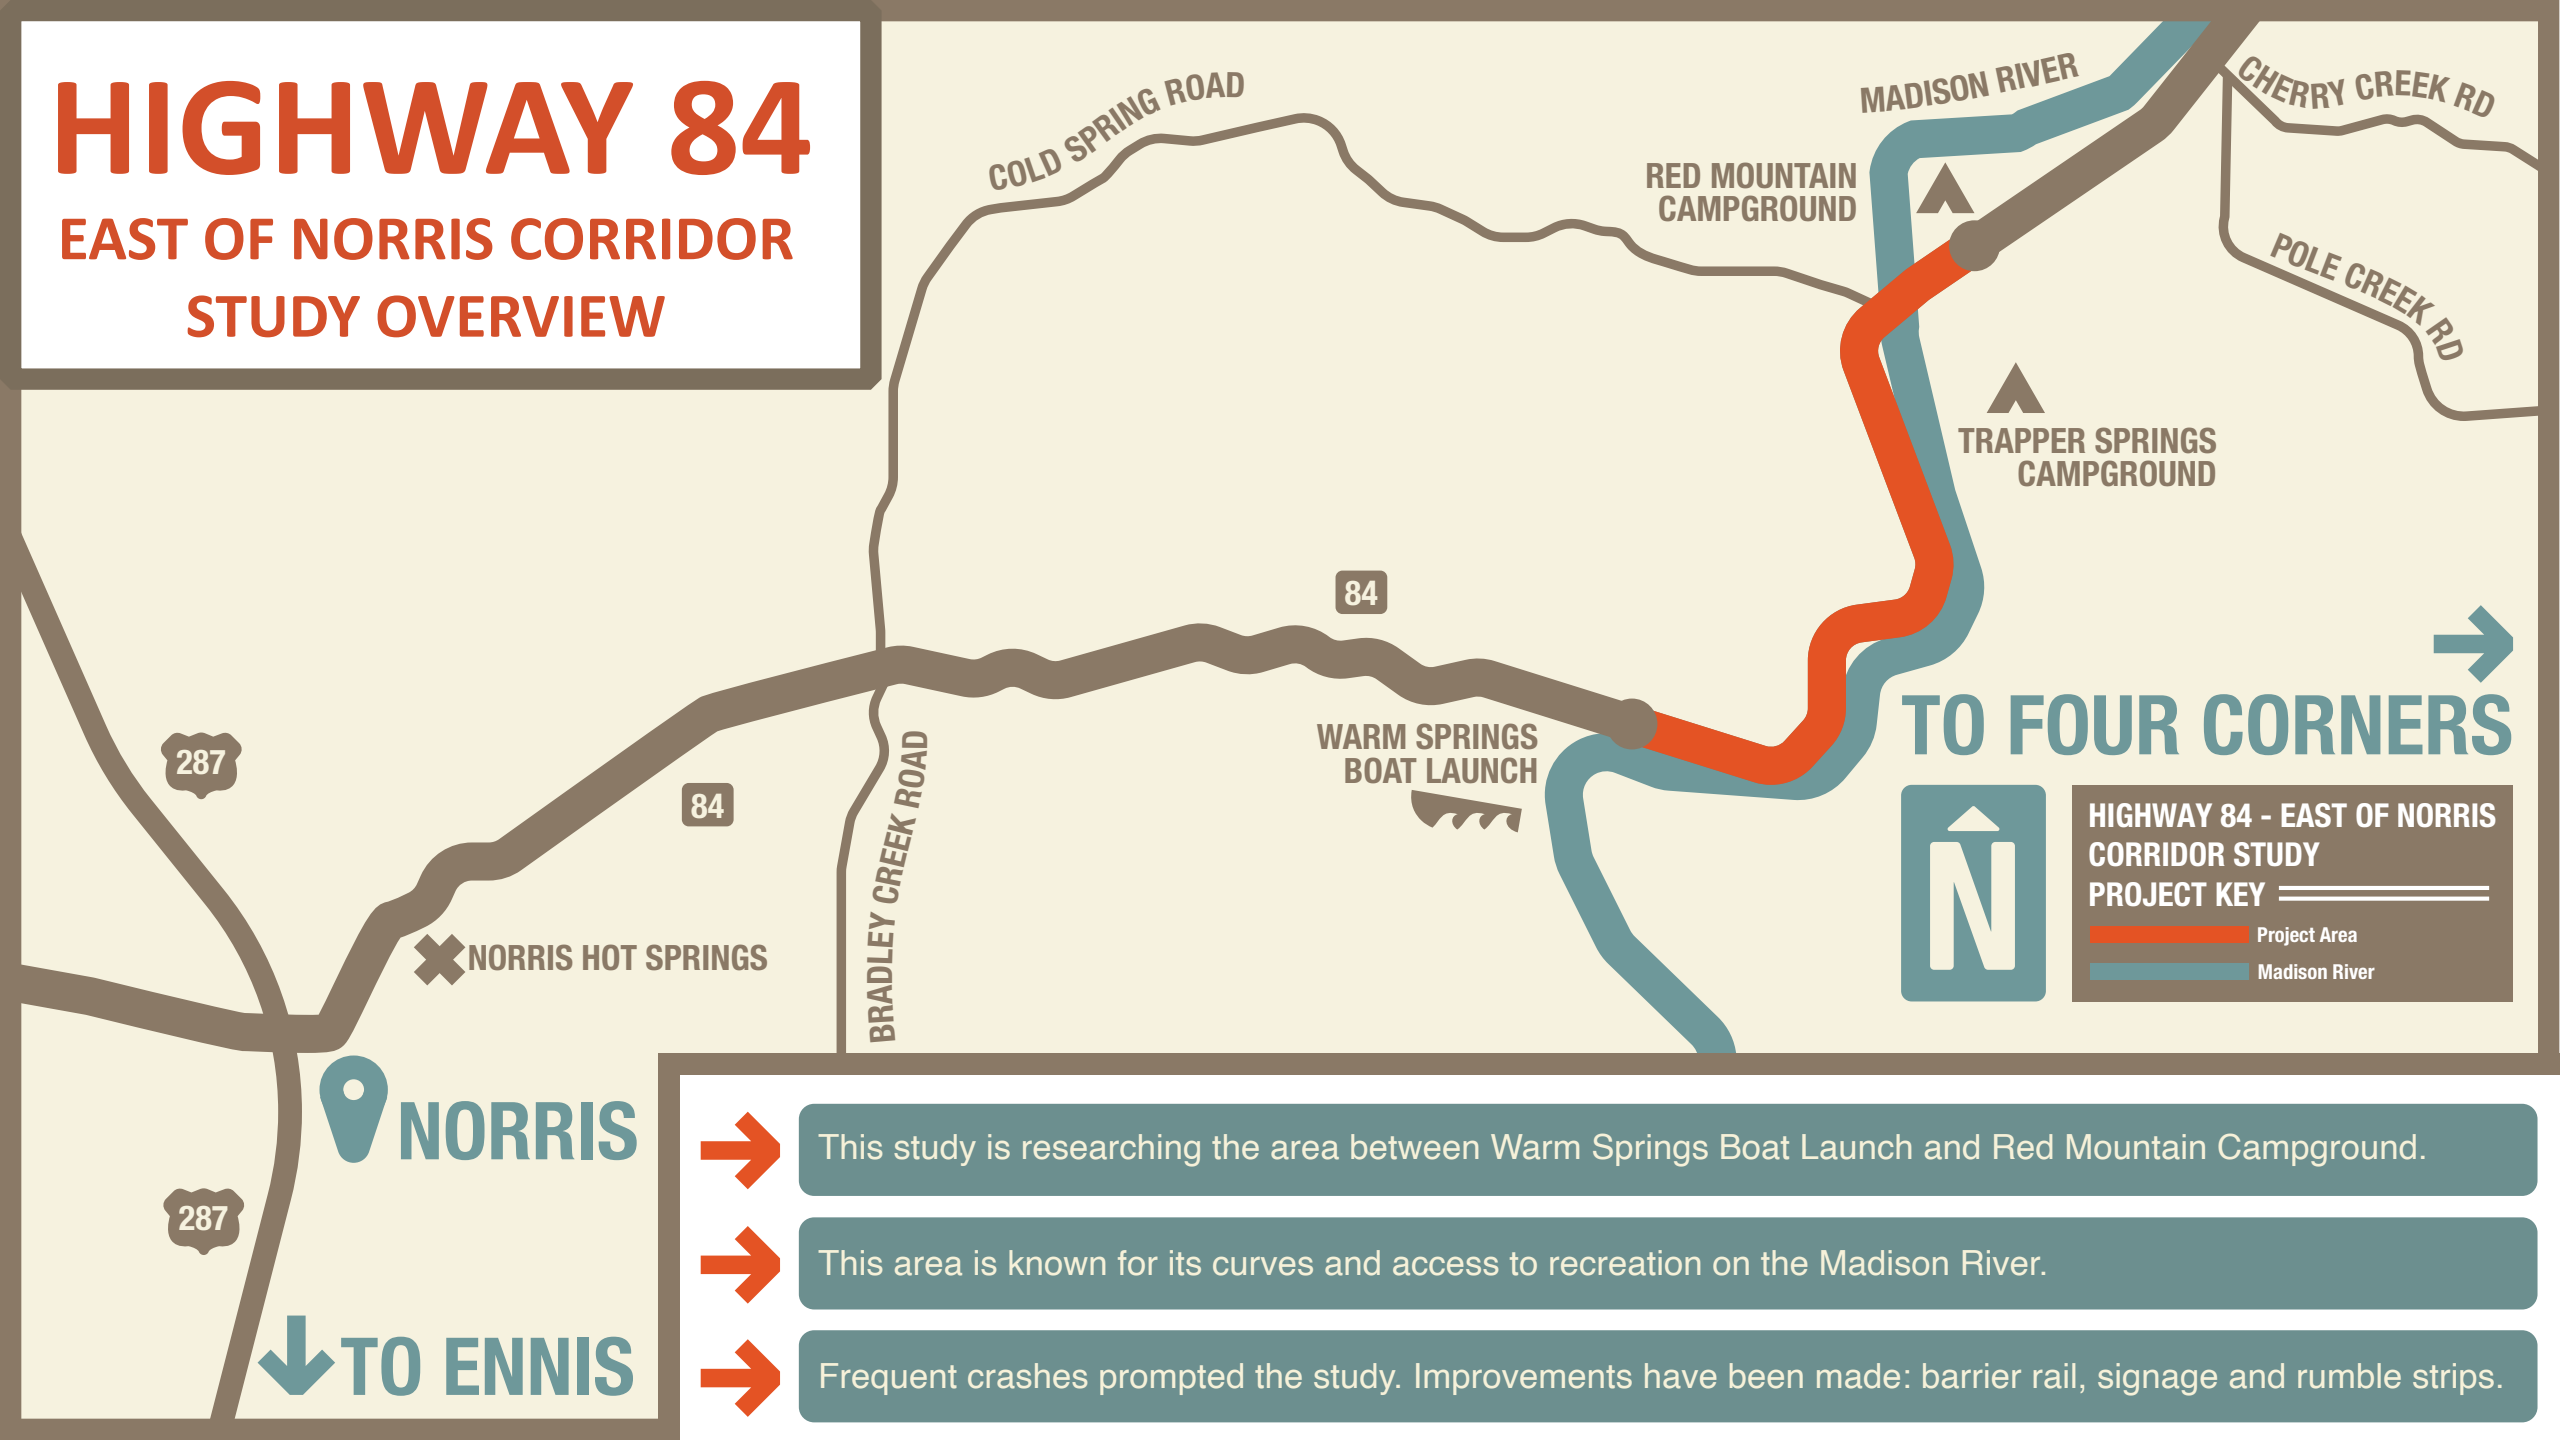 HIGHWAY 84
EAST OF NORRIS CORRIDOR
STUDY OVERVIEW
COLD SPRING ROAD
MADISON RIVER
CHERRY CREEK RD
RED MOUNTAIN
CAMPGROUND
POLE CREEK RD
TRAPPER SPRINGS
CAMPGROUND
84
TO FOUR CORNERS
WARM SPRINGS
BOAT LAUNCH
287
84
BRADLEY CREEK ROAD
NORRIS HOT SPRINGS
N
HIGHWAY 84 - EAST OF NORRIS
CORRIDOR STUDY
PROJECT KEY
Project Area
Madison River
NORRIS
287
TO ENNIS
This study is researching the area between Warm Springs Boat Launch and Red Mountain Campground.
This area is known for its curves and access to recreation on the Madison River.
Frequent crashes prompted the study. Improvements have been made: barrier rail, signage and rumble strips.